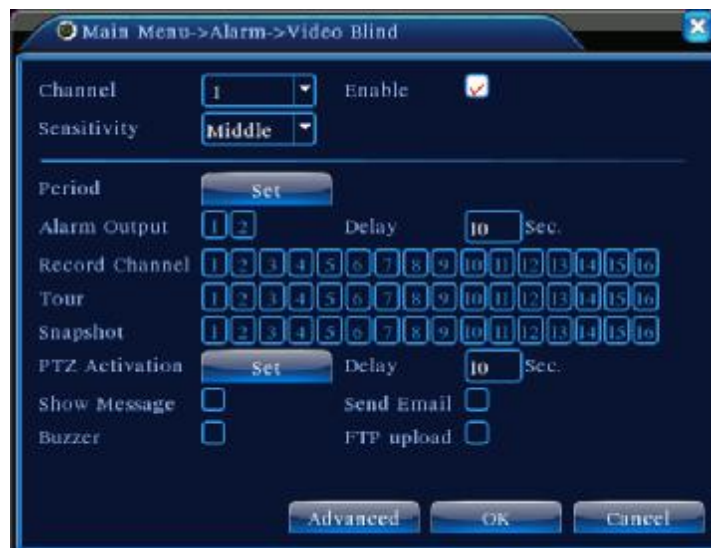 Main Menu->Alarm->Video Blind
Channel 1 Enable
Sensitivity Middle
Period Set
Alarm Output 1 2 Delay 10 Sec.
Record Channel 1 2 3 4 5 6 7 8 9 10 11 12 13 14 15 16
Tour 1 2 3 4 5 6 7 8 9 10 11 12 13 14 15 16
Snapshot 1 2 3 4 5 6 7 8 9 10 11 12 13 14 15 16
PTZ Activation Set Delay 10 Sec.
Show Message Send Email
Buzzer FTP upload
Advanced OK Cancel